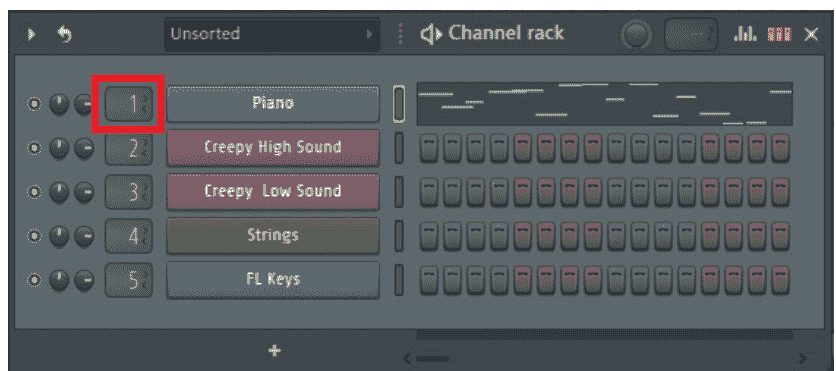 Unsorted
Channel rack
1 Piano
2 Creepy High Sound
3 Creepy Low Sound
4 Strings
5 FL Keys